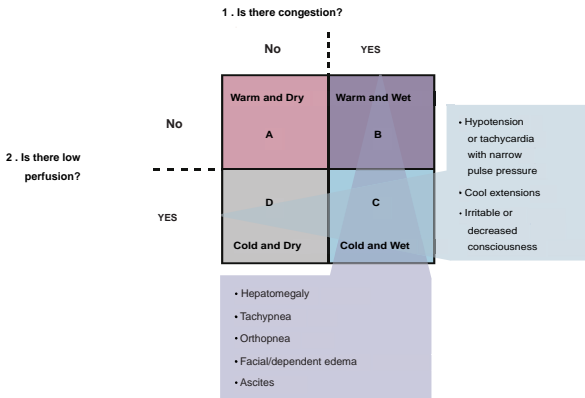 1 . Is there congestion?
No
YES
Warm and Dry
Warm and Wet
No
A
B
2 . Is there low
perfusion?
YES
D
C
Cold and Dry
Cold and Wet
• Hypotension
or tachycardia
with narrow
pulse pressure
• Cool extensions
• Irritable or
decreased
consciousness
• Hepatomegaly
• Tachypnea
• Orthopnea
• Facial/dependent edema
• Ascites